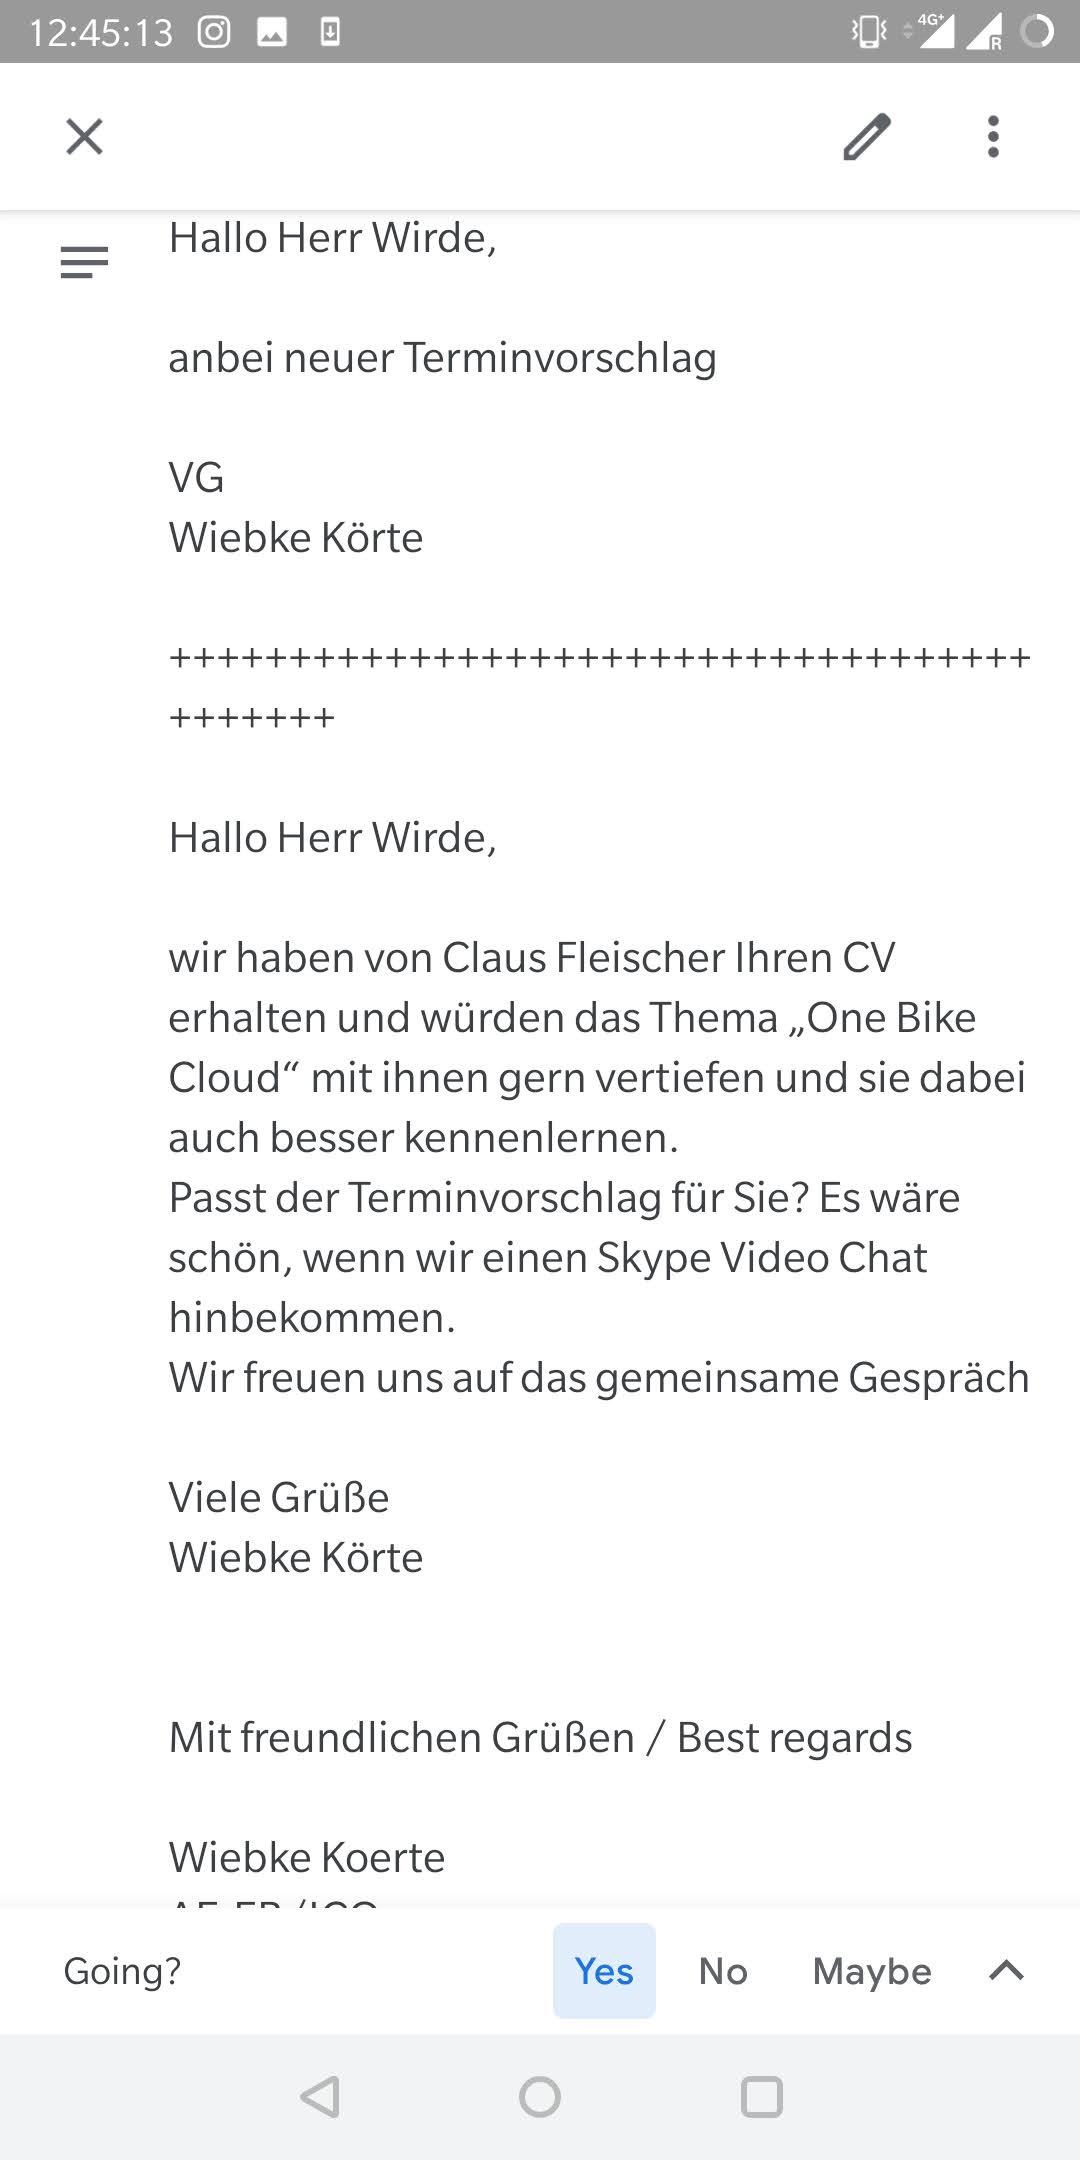 12:45:13
4G+
R
Hallo Herr Wirde,
anbei neuer Terminvorschlag
VG
Wiebke Körte
++++++++++++++++++++++++++++++++++++
+++++++
Hallo Herr Wirde,
wir haben von Claus Fleischer Ihren CV
erhalten und würden das Thema „One Bike
Cloud“ mit ihnen gern vertiefen und sie dabei
auch besser kennenlernen.
Passt der Terminvorschlag für Sie? Es wäre
schön, wenn wir einen Skype Video Chat
hinbekommen.
Wir freuen uns auf das gemeinsame Gespräch
Viele Grüße
Wiebke Körte
Mit freundlichen Grüßen / Best regards
Wiebke Koerte
Going?
Yes
No
Maybe